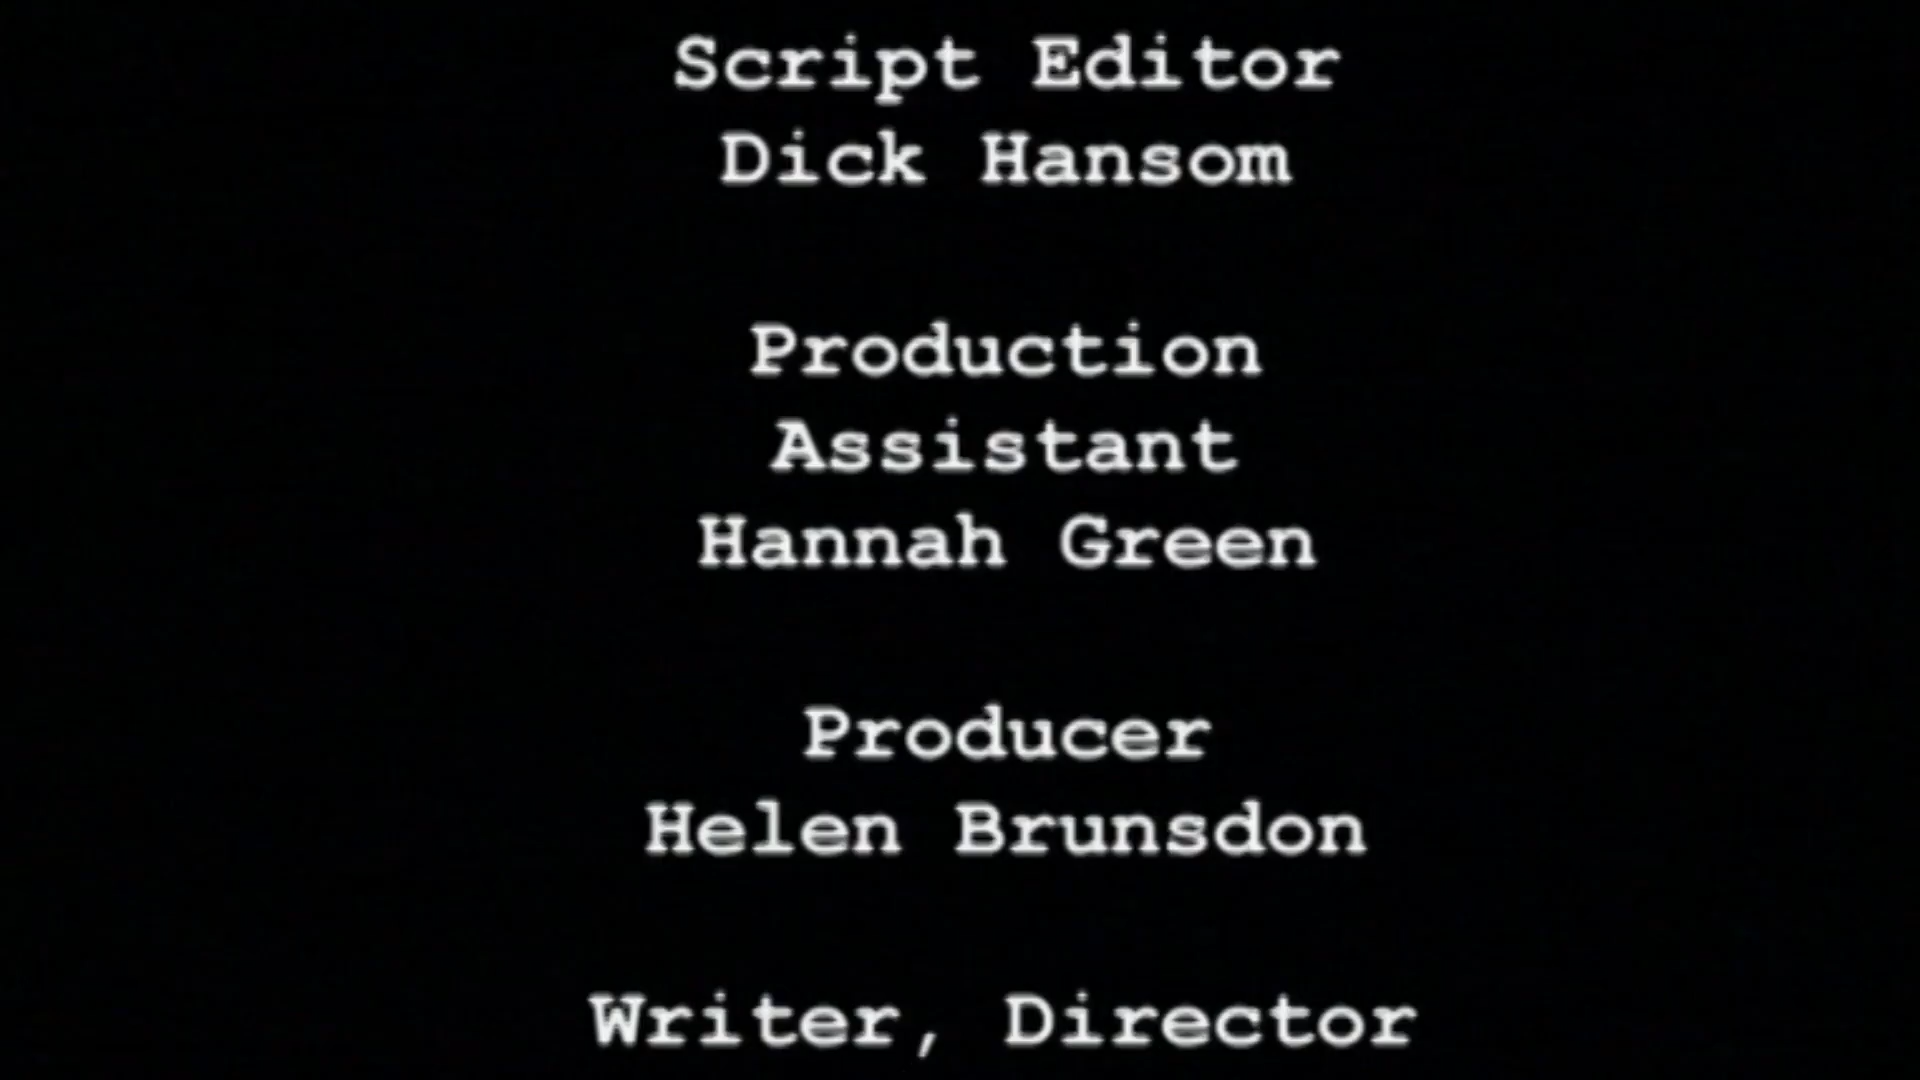 Script Editor
Dick Hansom
Production
Assistant
Hannah Green
Producer
Helen Brunsdon
Writer, Director